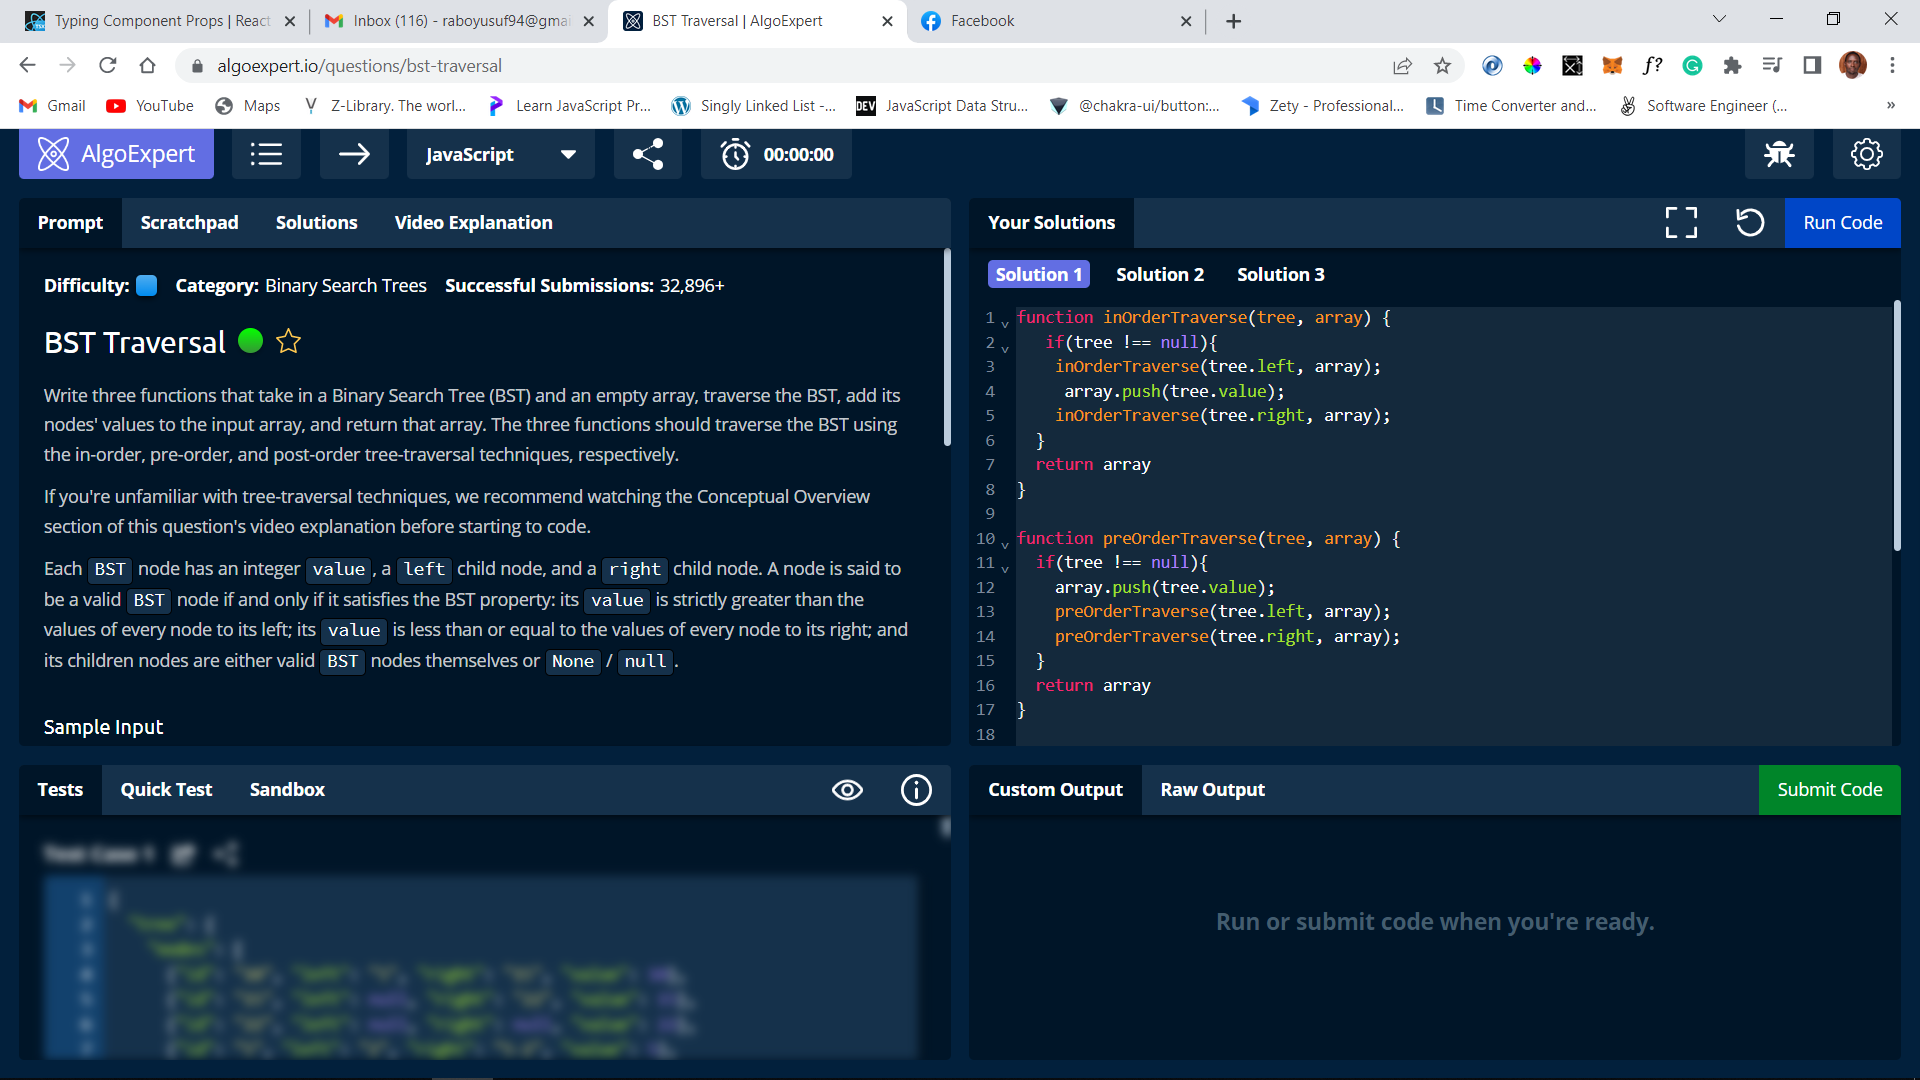 Typing Component Props | React
Inbox (116) - raboyusuf94@gmai
BST Traversal | AlgoExpert
Facebook
algoexpert.io/questions/bst-traversal
Gmail
YouTube
Maps
Z-Library. The worl...
Learn JavaScript Pr...
Singly Linked List -...
JavaScript Data Stru...
@chakra-ui/button:...
Zety - Professional...
Time Converter and...
Software Engineer (...
»
AlgoExpert
JavaScript
00:00:00
Prompt
Scratchpad
Solutions
Video Explanation
Difficulty:
Category: Binary Search Trees
Successful Submissions: 32,896+
BST Traversal
Write three functions that take in a Binary Search Tree (BST) and an empty array, traverse the BST, add its
nodes' values to the input array, and return that array. The three functions should traverse the BST using
the in-order, pre-order, and post-order tree-traversal techniques, respectively.
If you're unfamiliar with tree-traversal techniques, we recommend watching the Conceptual Overview
section of this question's video explanation before starting to code.
Each BST node has an integer value, a left child node, and a right child node. A node is said to
be a valid BST node if and only if it satisfies the BST property: its value is strictly greater than the
values of every node to its left; its value is less than or equal to the values of every node to its right; and
its children nodes are either valid BST nodes themselves or None / null.
Sample Input
Your Solutions
Run Code
Solution 1
Solution 2
Solution 3
1 function inOrderTraverse(tree, array) {
2 if(tree !== null){
3 inOrderTraverse(tree.left, array);
4 array.push(tree.value);
5 inOrderTraverse(tree.right, array);
6 }
7 return array
8 }
9
10 function preOrderTraverse(tree, array) {
11 if(tree !== null){
12 array.push(tree.value);
13 preOrderTraverse(tree.left, array);
14 preOrderTraverse(tree.right, array);
15 }
16 return array
17 }
18
Tests
Quick Test
Sandbox
Test Case 1
Custom Output
Raw Output
Submit Code
Run or submit code when you're ready.